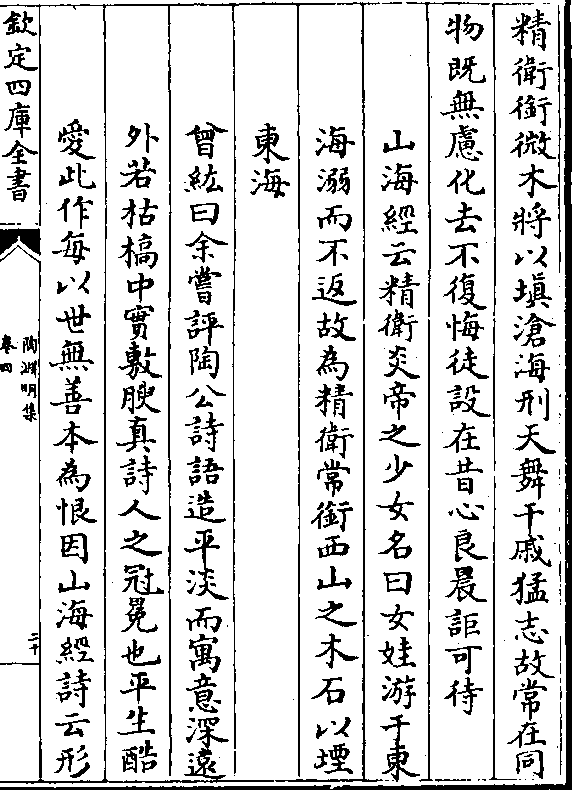 精衛銜微木將以塡滄海刑天舞干戚猛志故常在同
物既無慮化去不復悔徒設在昔心良晨詎可待
山海經云精衛炎帝之少女名曰女娃游于東
海溺而不返故為精衛常銜西山之木石以堙
東海
曾紘曰余嘗評陶公詩語造平淡而寓意深遠
外若枯槁中實敷腴真詩人之冠冕也平生酷
愛此作每以世無善本為恨因山海經詩云形
欽定四庫全書
陶淵明集
卷四
二十